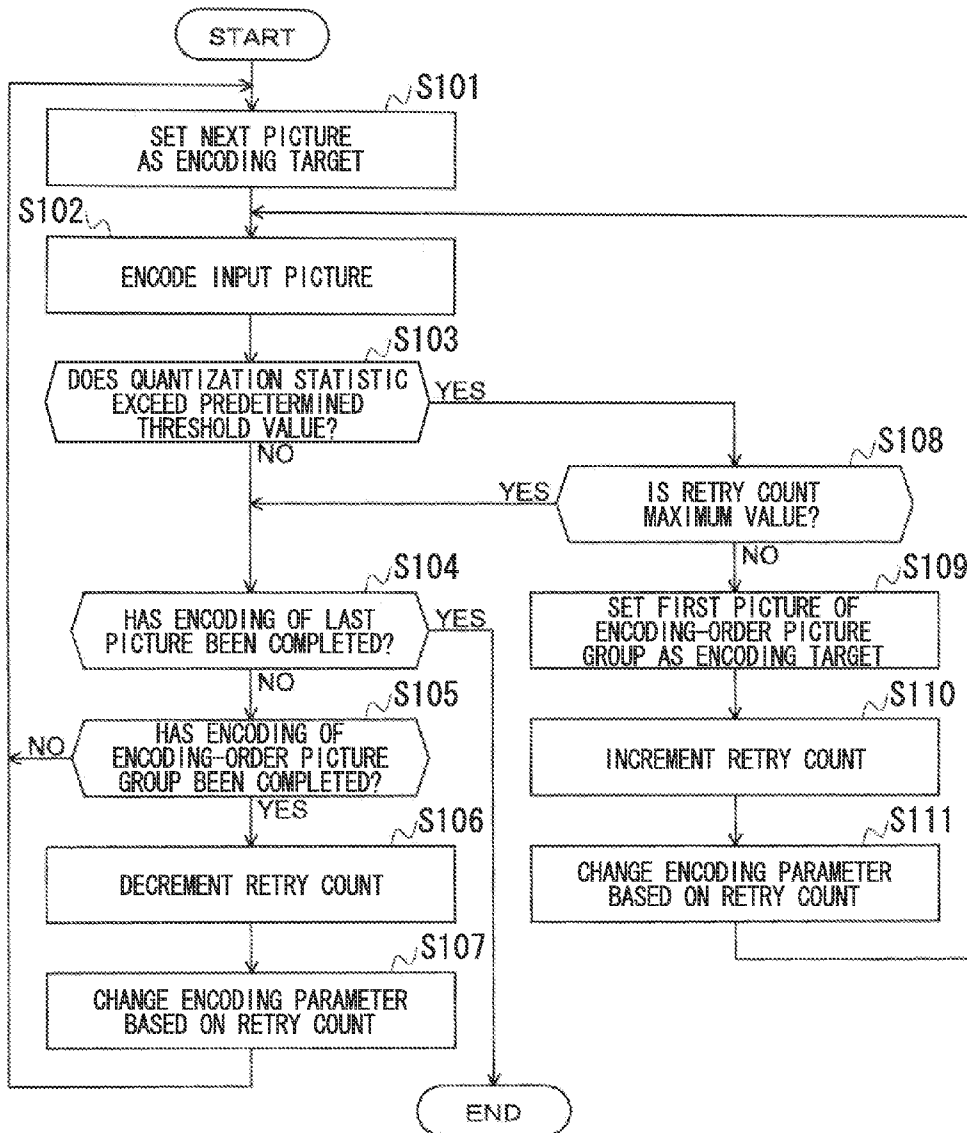 START
S101
SET NEXT PICTURE
AS ENCODING TARGET
S102
ENCODE INPUT PICTURE
S103
DOES QUANTIZATION STATISTIC
EXCEED PREDETERMINED
THRESHOLD VALUE?
YES
NO
S108
IS RETRY COUNT
MAXIMUM VALUE?
YES
NO
S104
HAS ENCODING OF LAST
PICTURE BEEN COMPLETED?
YES
NO
S109
SET FIRST PICTURE OF
ENCODING-ORDER PICTURE
GROUP AS ENCODING TARGET
S105
HAS ENCODING OF
ENCODING-ORDER PICTURE
GROUP BEEN COMPLETED?
NO
YES
S110
INCREMENT RETRY COUNT
S106
DECREMENT RETRY COUNT
S111
CHANGE ENCODING PARAMETER
BASED ON RETRY COUNT
S107
CHANGE ENCODING PARAMETER
BASED ON RETRY COUNT
END